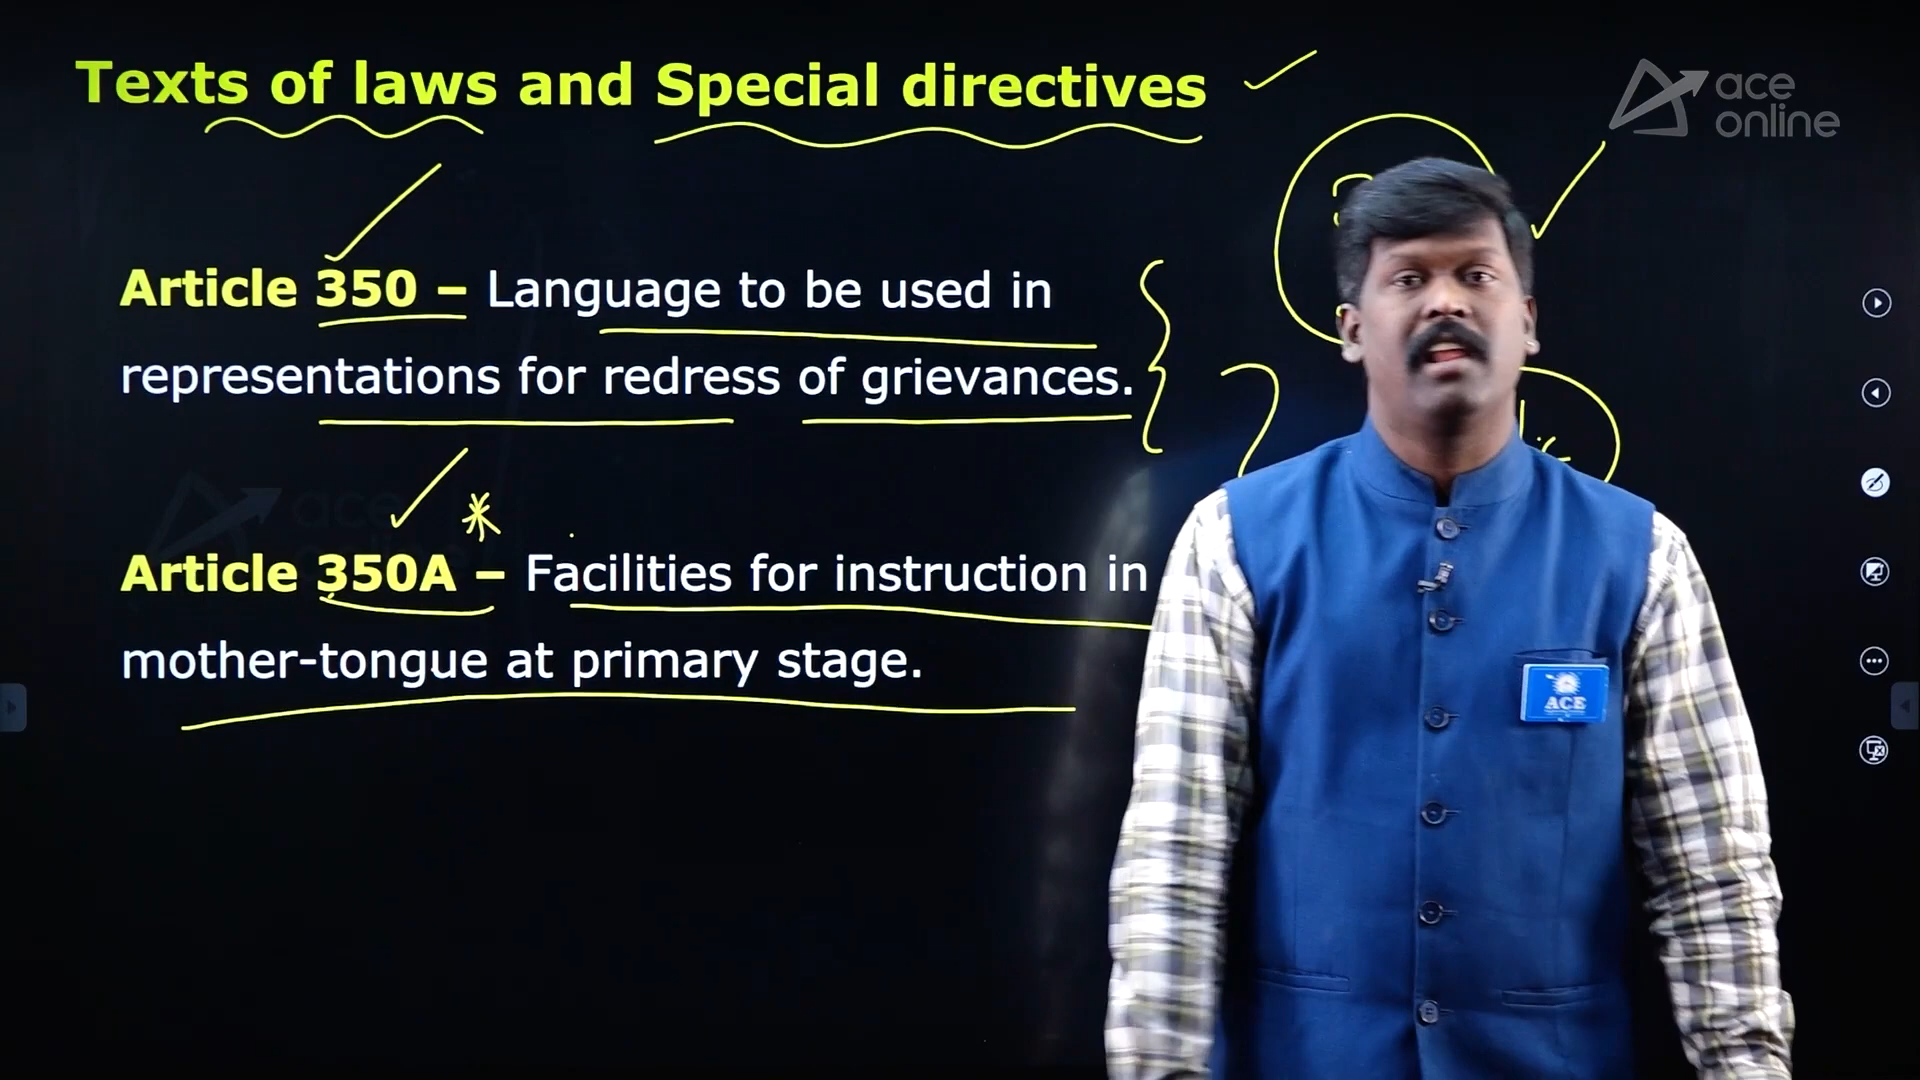 Texts of laws and Special directives
ace
online
Article 350 – Language to be used in
representations for redress of grievances.
Article 350A – Facilities for instruction in
mother-tongue at primary stage.
ACE